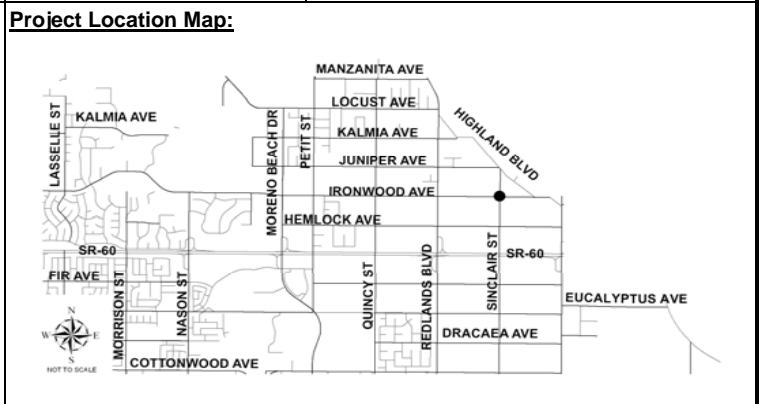 Project Location Map:
MANZANITA AVE
LOCUST AVE
KALMIA AVE
HIGHLAND BLVD
LASSELLE ST
MORENO BEACH DR
PETIT ST
KALMIA AVE
JUNIPER AVE
IRONWOOD AVE
HEMLOCK AVE
SR-60
SR-60
FIR AVE
MORRISON ST
NASON ST
QUINCY ST
REDLANDS BLVD
SINCLAIR ST
EUCALYPTUS AVE
DRACAEA AVE
COTTONWOOD AVE
N
W
E
S
NOT TO SCALE